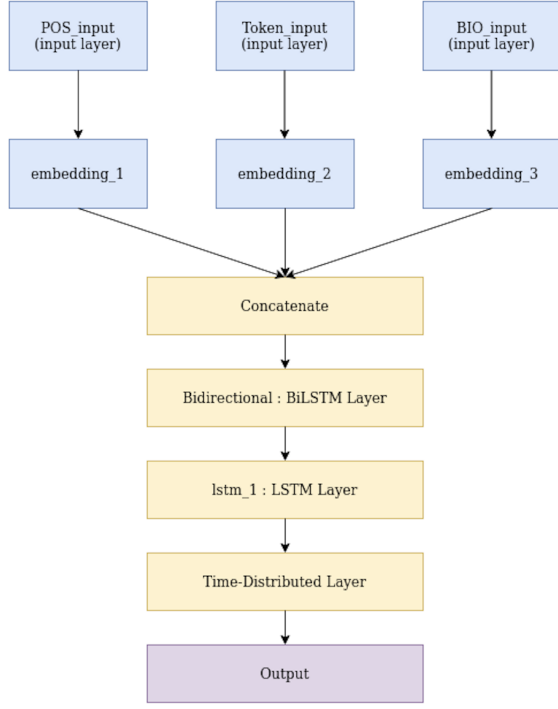 POS_input
(input layer)
Token_input
(input layer)
BIO_input
(input layer)
embedding_1
embedding_2
embedding_3
Concatenate
Bidirectional : BiLSTM Layer
lstm_1 : LSTM Layer
Time-Distributed Layer
Output